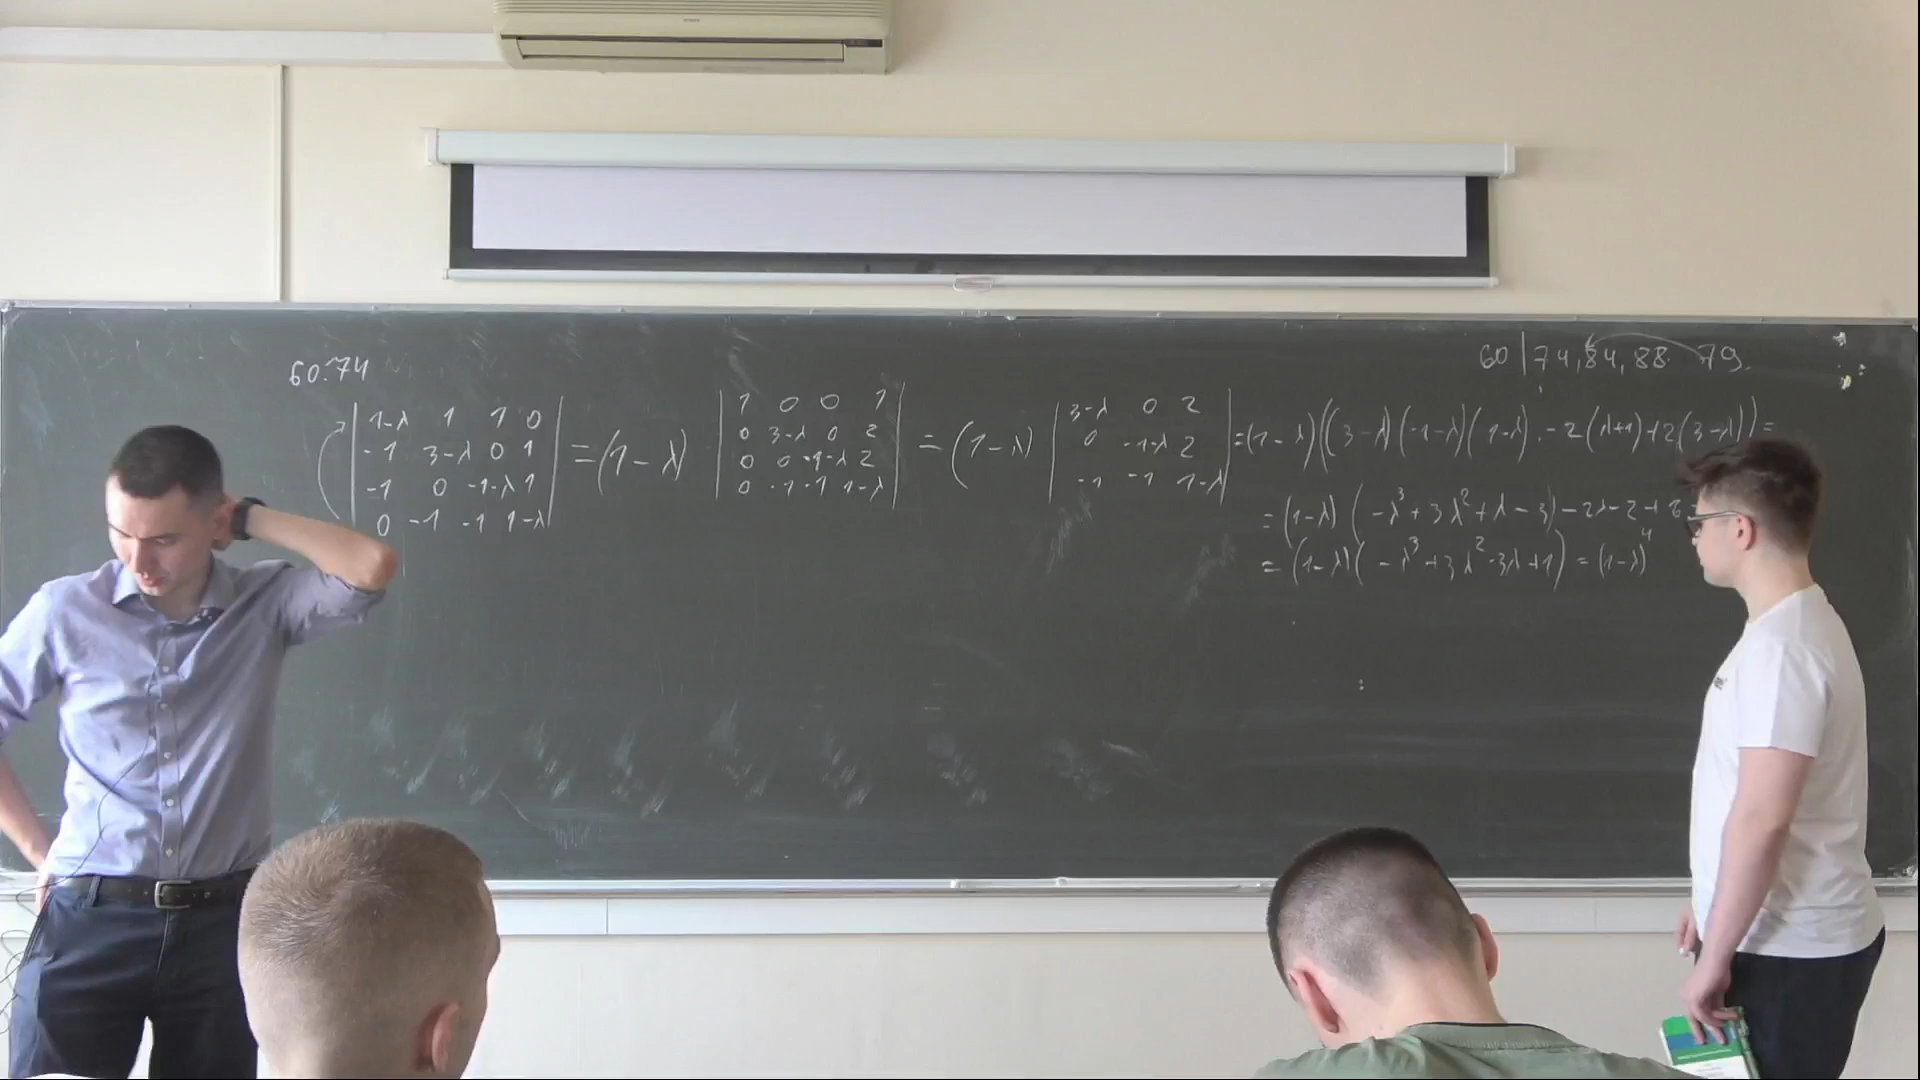 60.74
60 | 74, 84, 88. 79.
| 1-λ 1 1 0 |
| -1 3-λ 0 1 |
| -1 0 -1-λ 1 |
| 0 -1 -1 1-λ |
= (1-λ)
| 1 0 0 1 |
| 0 3-λ 0 2 |
| 0 0 -1-λ 2 |
| 0 -1 -1 1-λ |
= (1-λ)
| 3-λ 0 2 |
| 0 -1-λ 2 |
| -1 -1 1-λ |
= (1-λ)((3-λ)(-1-λ)(1-λ) - 2(λ+1) + 2(3-λ)) =
= (1-λ)(-λ³+3λ²+λ-3)-2λ-2+6
= (1-λ)(-λ³+3λ²-3λ+1) = (1-λ)⁴